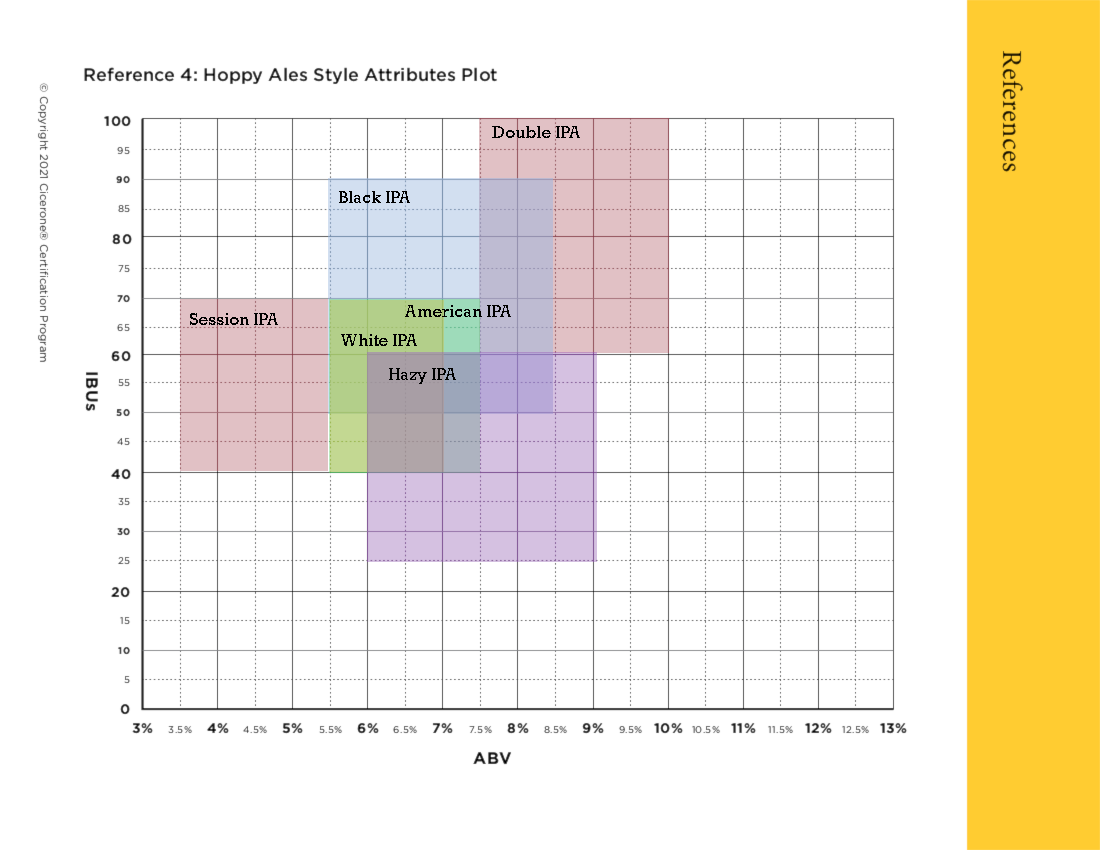 Reference 4: Hoppy Ales Style Attributes Plot
References
© Copyright 2021 Cicerone® Certification Program
IBUs
100
95
90
85
80
75
70
65
60
55
50
45
40
35
30
25
20
15
10
5
0
Double IPA
Black IPA
American IPA
Session IPA
White IPA
Hazy IPA
3% 3.5% 4% 4.5% 5% 5.5% 6% 6.5% 7% 7.5% 8% 8.5% 9% 9.5% 10% 10.5% 11% 11.5% 12% 12.5% 13%
ABV